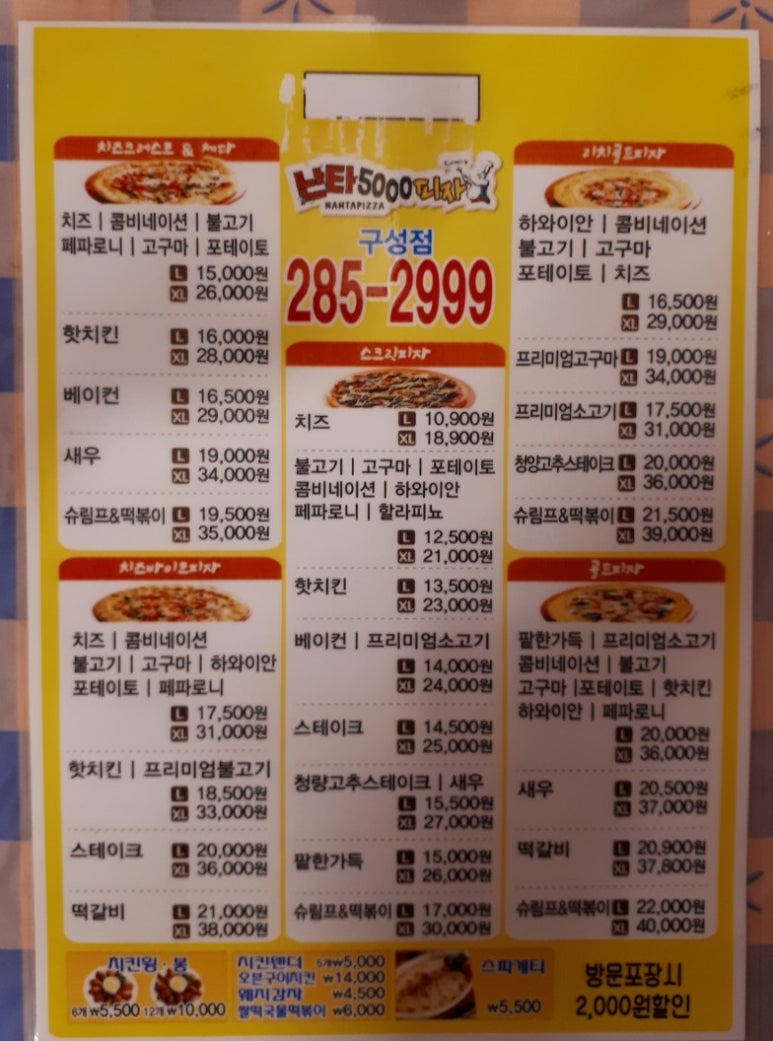 난타5000피자
NANTAPIZZA
구성점
285-2999
치즈크러스트 & 체다
치즈 | 콤비네이션 | 불고기
페파로니 | 고구마 | 포테이토
L 15,000원
XL 26,000원
핫치킨 L 16,000원
XL 28,000원
베이컨 L 16,500원
XL 29,000원
새우 L 19,000원
XL 34,000원
슈림프&떡볶이 L 19,500원
XL 35,000원
치즈바이트피자
치즈 | 콤비네이션
불고기 | 고구마 | 하와이안
포테이토 | 페파로니
L 17,500원
XL 31,000원
핫치킨 | 프리미엄불고기
L 18,500원
XL 33,000원
스테이크 L 20,000원
XL 36,000원
떡갈비 L 21,000원
XL 38,000원
스크린피자
치즈 L 10,900원
XL 18,900원
불고기 | 고구마 | 포테이토
콤비네이션 | 하와이안
페파로니 | 할라피뇨
L 12,500원
XL 21,000원
핫치킨 L 13,500원
XL 23,000원
베이컨 | 프리미엄소고기
L 14,000원
XL 24,000원
스테이크 L 14,500원
XL 25,000원
청량고추스테이크 | 새우
L 15,500원
XL 27,000원
팥한가득 L 15,000원
XL 26,000원
슈림프&떡볶이 L 17,000원
XL 30,000원
리치골드피자
하와이안 | 콤비네이션
불고기 | 고구마
포테이토 | 치즈
L 16,500원
XL 29,000원
프리미엄고구마 L 19,000원
XL 34,000원
프리미엄소고기 L 17,500원
XL 31,000원
청양고추스테이크 L 20,000원
XL 36,000원
슈림프&떡볶이 L 21,500원
XL 39,000원
골드피자
팥한가득 | 프리미엄소고기
콤비네이션 | 불고기
고구마 | 포테이토 | 핫치킨
하와이안 | 페파로니
L 20,000원
XL 36,000원
새우 L 20,500원
XL 37,000원
떡갈비 L 20,900원
XL 37,800원
슈림프&떡볶이 L 22,000원
XL 40,000원
치킨윙·봉
6개 ₩5,500 12개 ₩10,000
치킨텐더 5개 ₩5,000
오븐구이치킨 ₩14,000
웨지감자 ₩4,500
쌀떡국물떡볶이 ₩6,000
스파게티
₩5,500
방문포장시
2,000원할인